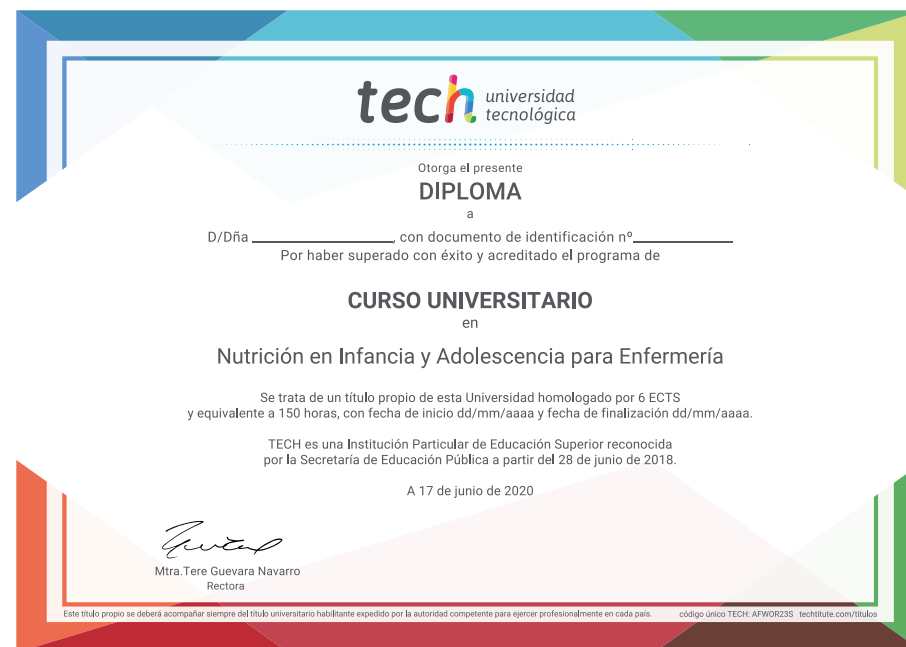 tech universidad
tecnológica
Otorga el presente
DIPLOMA
a
D/Dña ____________________, con documento de identificación nº______________
Por haber superado con éxito y acreditado el programa de
CURSO UNIVERSITARIO
en
Nutrición en Infancia y Adolescencia para Enfermería
Se trata de un título propio de esta Universidad homologado por 6 ECTS
y equivalente a 150 horas, con fecha de inicio dd/mm/aaaa y fecha de finalización dd/mm/aaaa.
TECH es una Institución Particular de Educación Superior reconocida
por la Secretaría de Educación Pública a partir del 28 de junio de 2018.
A 17 de junio de 2020
Mtra.Tere Guevara Navarro
Rectora
Este título propio se deberá acompañar siempre del título universitario habilitante expedido por la autoridad competente para ejercer profesionalmente en cada país. código único TECH: AFWOR23S techtitute.com/titulos